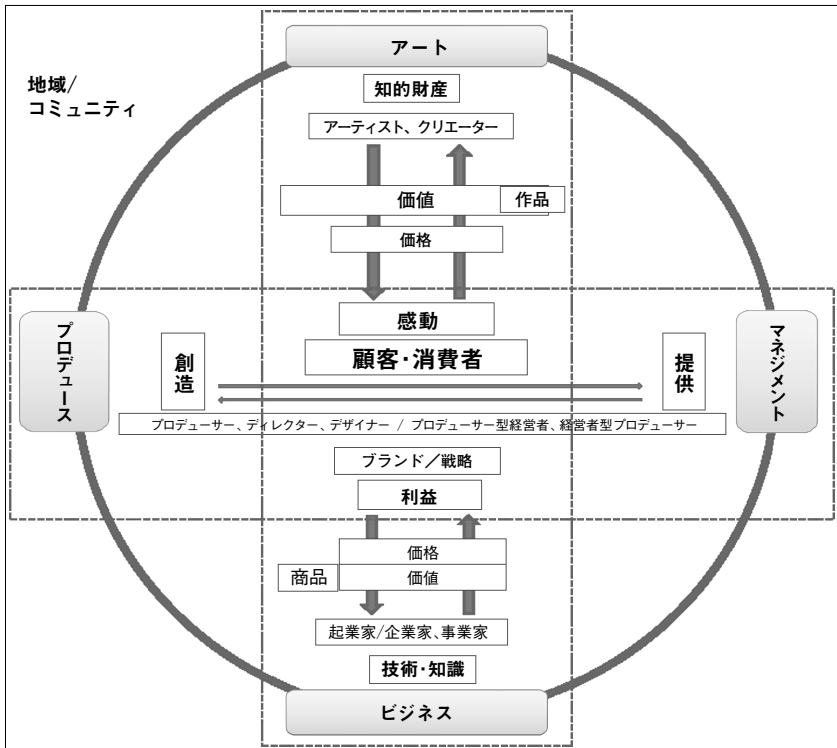 アート
地域/
コミュニティ
知的財産
アーティスト、クリエーター
価値
作品
価格
感動
顧客・消費者
プロデュース
創造
提供
マネジメント
プロデューサー、ディレクター、デザイナー / プロデューサー型経営者、経営者型プロデューサー
ブランド／戦略
利益
価格
商品
価値
起業家/企業家、事業家
技術・知識
ビジネス